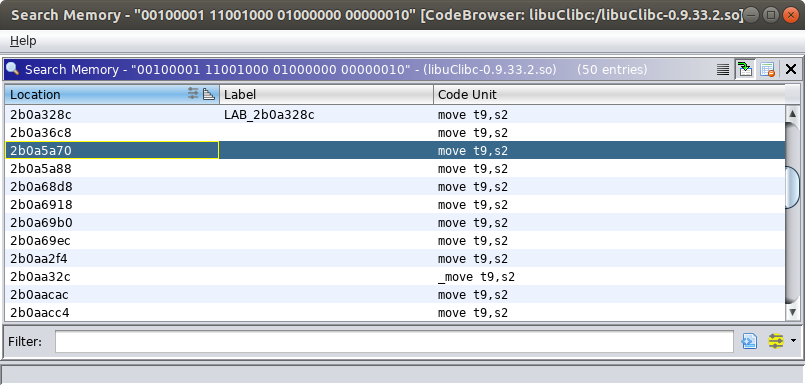 Search Memory - "00100001 11001000 01000000 00000010" [CodeBrowser: libuClibc:/libuClibc-0.9.33.2.so]
Help
Search Memory - "00100001 11001000 01000000 00000010" - (libuClibc-0.9.33.2.so) (50 entries)
Location Label Code Unit
2b0a328c LAB_2b0a328c move t9,s2
2b0a36c8 move t9,s2
2b0a5a70 move t9,s2
2b0a5a88 move t9,s2
2b0a68d8 move t9,s2
2b0a6918 move t9,s2
2b0a69b0 move t9,s2
2b0a69ec move t9,s2
2b0aa2f4 move t9,s2
2b0aa32c _move t9,s2
2b0aacac move t9,s2
2b0aacc4 move t9,s2
Filter: